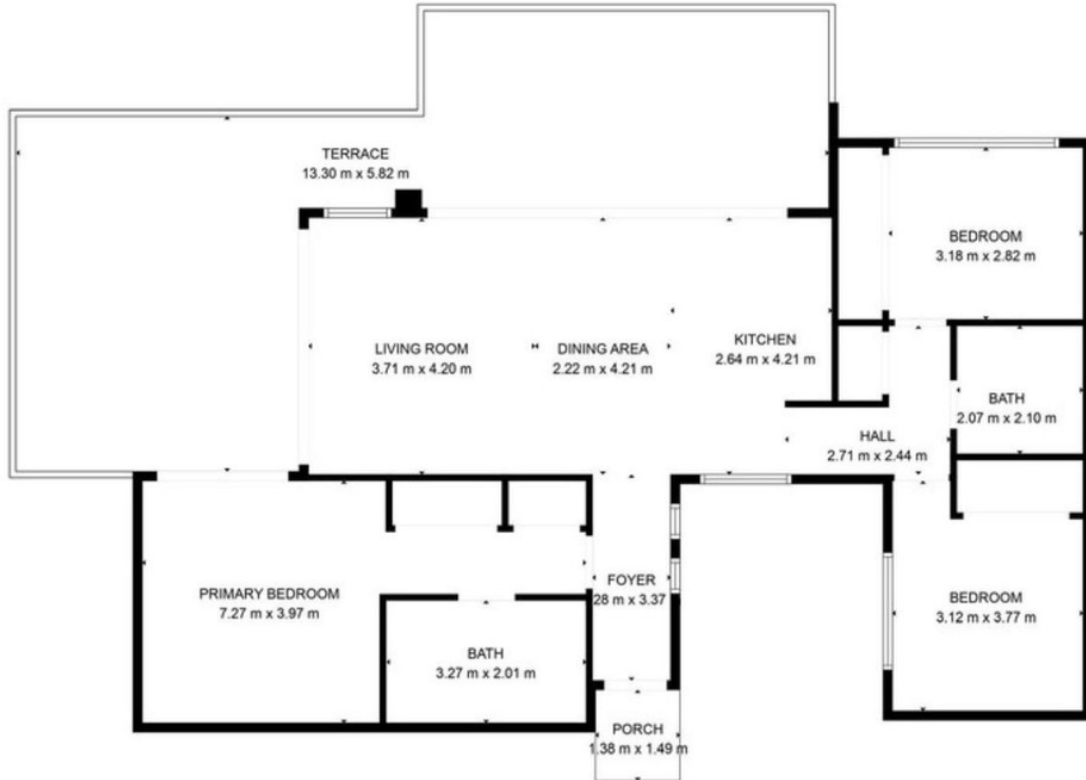 TERRACE
13.30 m x 5.82 m
BEDROOM
3.18 m x 2.82 m
LIVING ROOM
3.71 m x 4.20 m
DINING AREA
2.22 m x 4.21 m
KITCHEN
2.64 m x 4.21 m
BATH
2.07 m x 2.10 m
HALL
2.71 m x 2.44 m
PRIMARY BEDROOM
7.27 m x 3.97 m
FOYER
28 m x 3.37
BEDROOM
3.12 m x 3.77 m
BATH
3.27 m x 2.01 m
PORCH
1.38 m x 1.49 m